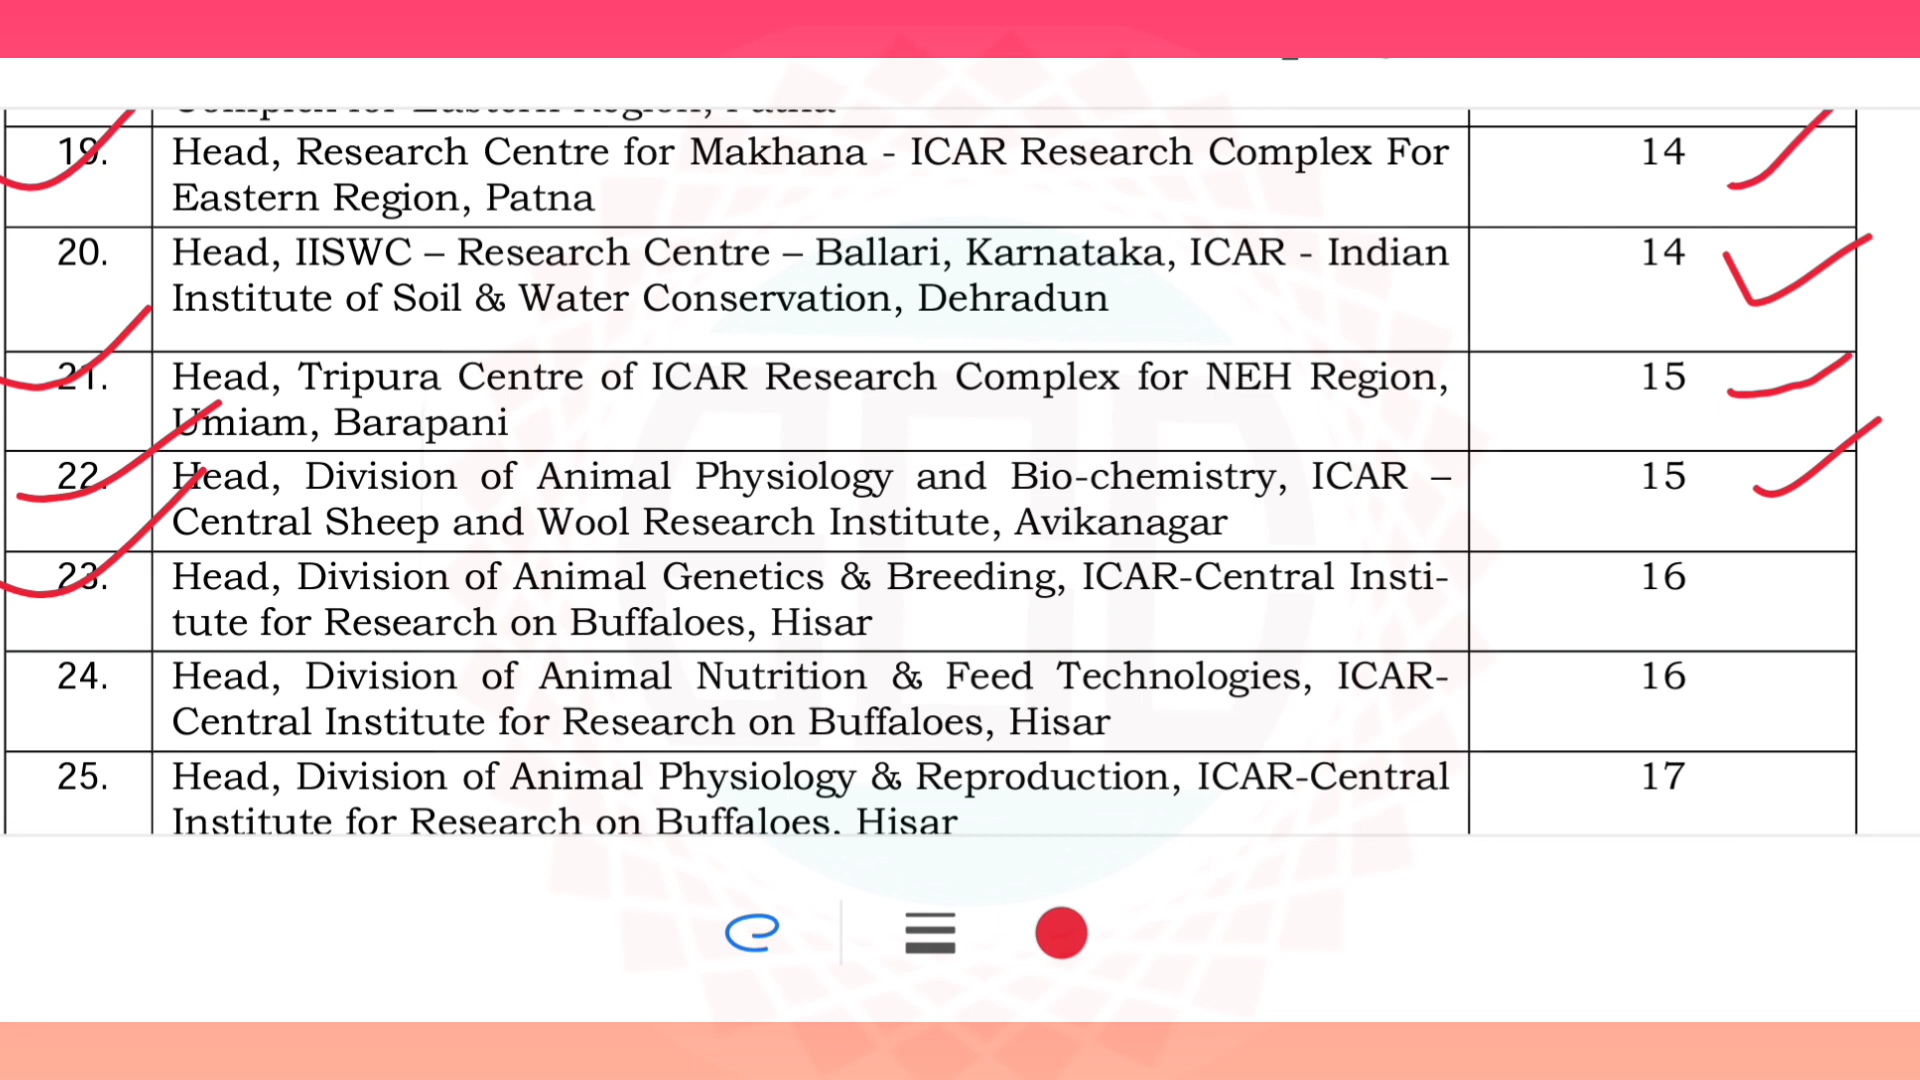 Complex for Eastern Region, Patna
19. Head, Research Centre for Makhana - ICAR Research Complex For 14
Eastern Region, Patna
20. Head, IISWC – Research Centre – Ballari, Karnataka, ICAR - Indian 14
Institute of Soil & Water Conservation, Dehradun
21. Head, Tripura Centre of ICAR Research Complex for NEH Region, 15
Umiam, Barapani
22. Head, Division of Animal Physiology and Bio-chemistry, ICAR – 15
Central Sheep and Wool Research Institute, Avikanagar
23. Head, Division of Animal Genetics & Breeding, ICAR-Central Insti- 16
tute for Research on Buffaloes, Hisar
24. Head, Division of Animal Nutrition & Feed Technologies, ICAR- 16
Central Institute for Research on Buffaloes, Hisar
25. Head, Division of Animal Physiology & Reproduction, ICAR-Central 17
Institute for Research on Buffaloes, Hisar